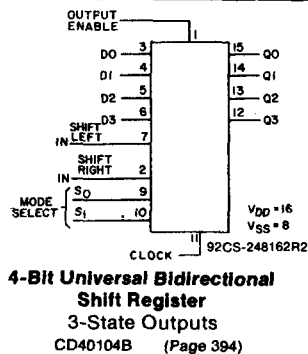 OUTPUT
ENABLE
1
D0 3 15 Q0
D1 4 14 Q1
D2 5 13 Q2
D3 6 12 Q3
SHIFT
LEFT
IN 7
SHIFT
RIGHT
IN 2
MODE
SELECT
S0 9
S1 10
VDD = 16
VSS = 8
11
CLOCK
92CS-248162R2
4-Bit Universal Bidirectional
Shift Register
3-State Outputs
CD40104B (Page 394)